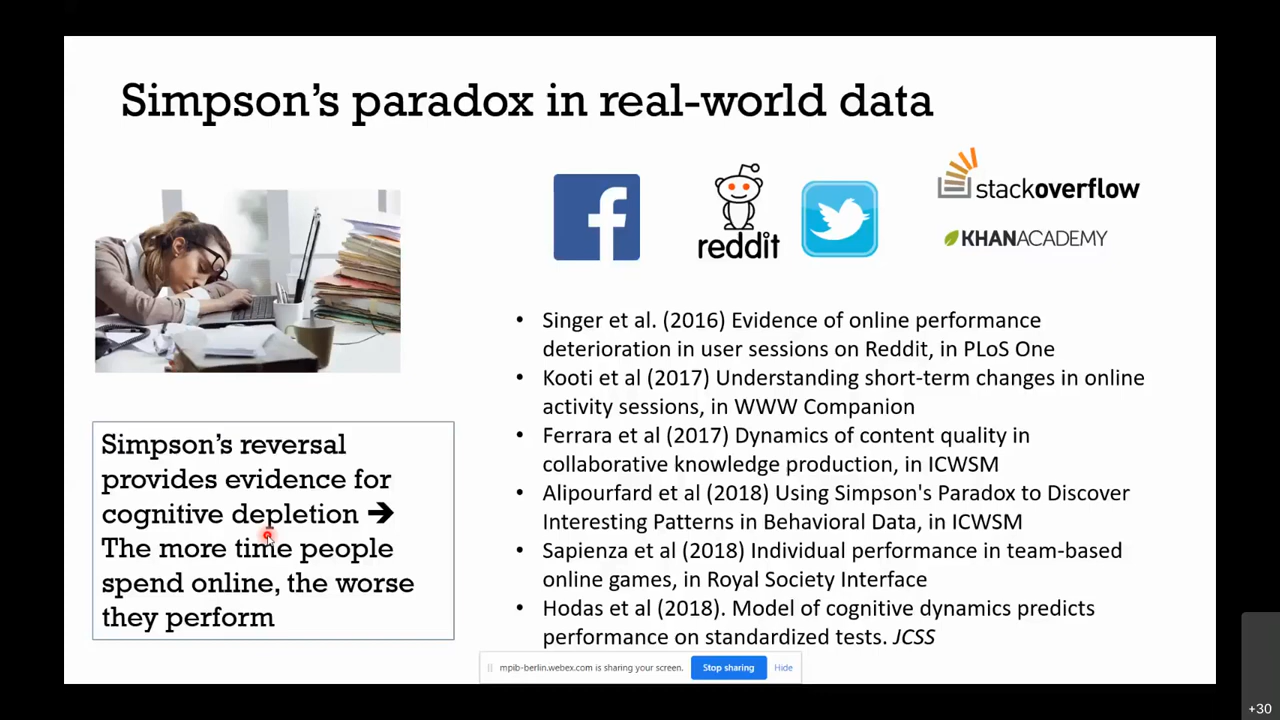 Simpson's paradox in real-world data
f
reddit
stackoverflow
KHANACADEMY
Simpson's reversal
provides evidence for
cognitive depletion ➔
The more time people
spend online, the worse
they perform
• Singer et al. (2016) Evidence of online performance
deterioration in user sessions on Reddit, in PLoS One
• Kooti et al (2017) Understanding short-term changes in online
activity sessions, in WWW Companion
• Ferrara et al (2017) Dynamics of content quality in
collaborative knowledge production, in ICWSM
• Alipourfard et al (2018) Using Simpson's Paradox to Discover
Interesting Patterns in Behavioral Data, in ICWSM
• Sapienza et al (2018) Individual performance in team-based
online games, in Royal Society Interface
• Hodas et al (2018). Model of cognitive dynamics predicts
performance on standardized tests. JCSS
mpib-berlin.webex.com is sharing your screen. Stop sharing Hide
+30